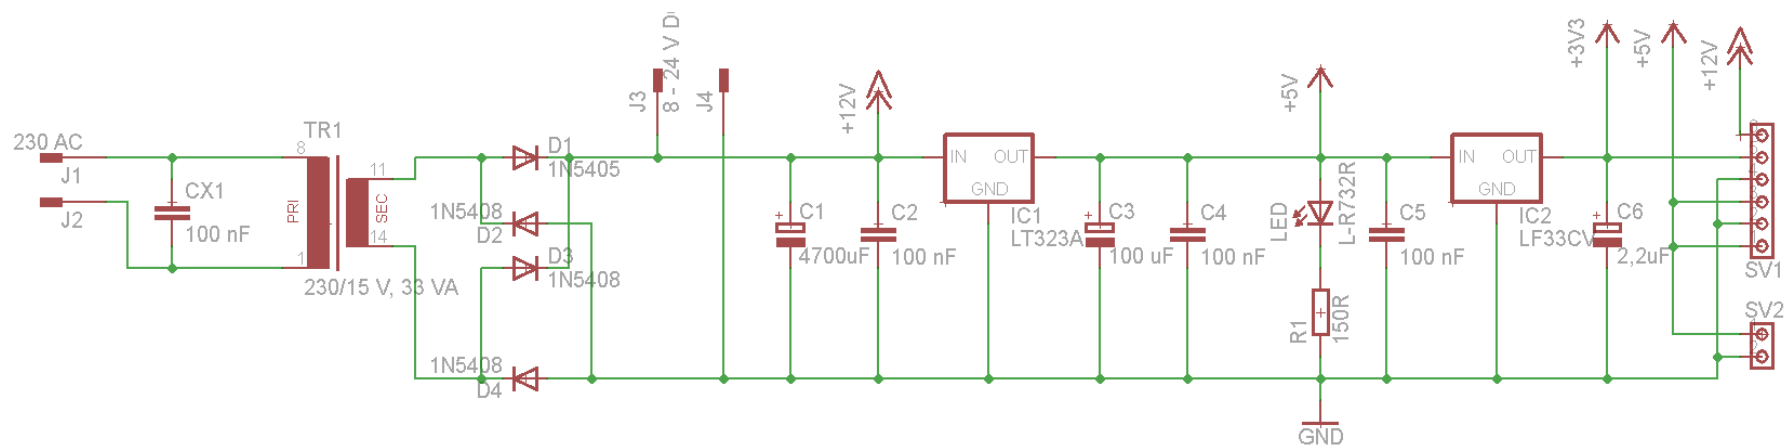 230 AC
J1
J2
CX1
100 nF
TR1
8
1
PRI
SEC
11
14
230/15 V, 33 VA
D1
1N5405
1N5408
D2
D3
1N5408
1N5408
D4
J3
8 - 24 V D
J4
C1
4700uF
+12V
C2
100 nF
IN
OUT
GND
IC1
LT323A
C3
100 uF
C4
100 nF
+5V
LED
L-R732R
R1
150R
GND
C5
100 nF
IN
OUT
GND
IC2
LF33CV
+3V3
C6
2,2uF
+5V
+12V
SV1
SV2